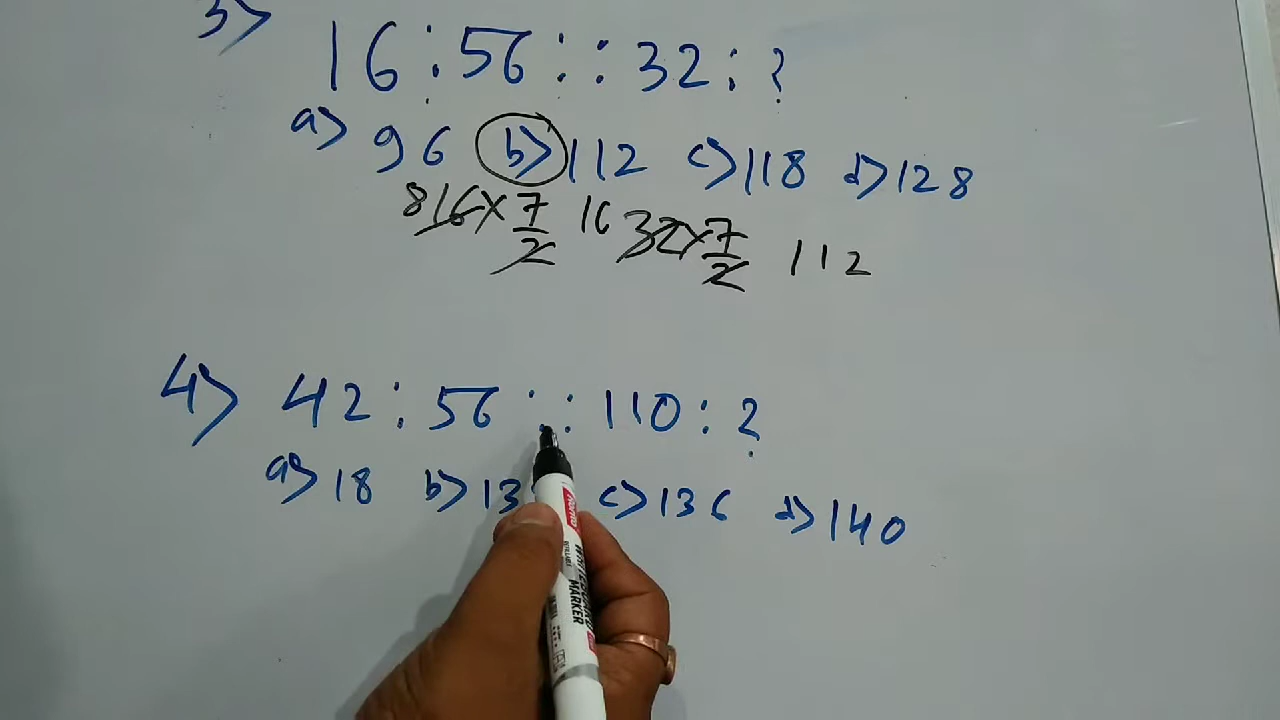 3>
16 : 56 :: 32 : ?
a> 96 b> 112 c> 118 d> 128
8 16 × 7/2 16 32 × 7/2 112
4> 42 : 56 :: 110 : ?
a> 18 b> 13 c> 136 d> 140
MARKER